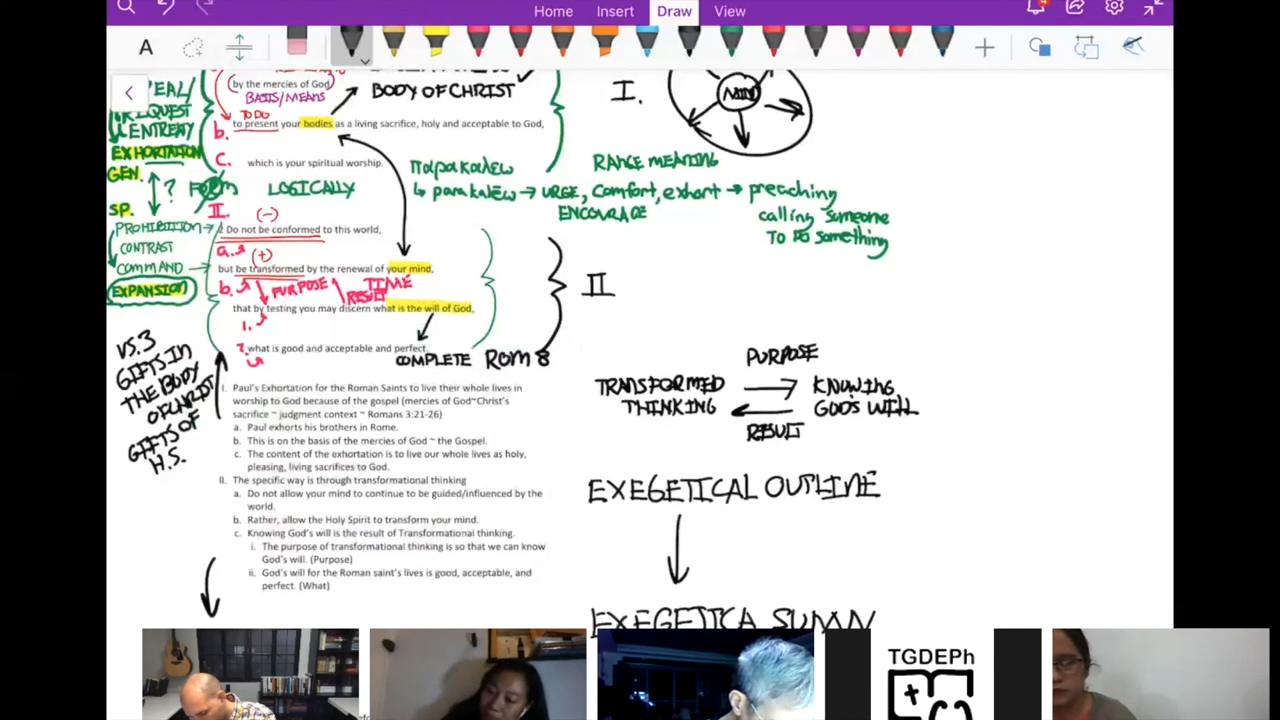 Home Insert Draw View
A
by the mercies of God
BASIS/MEANS
BODY OF CHRIST
I.
MAIN
TO DO
b. to present your bodies as a living sacrifice, holy and acceptable to God,
c. which is your spiritual worship.
REQUEST
ENTREATY
EXHORTATION
GEN.
?
FORM
LOGICALLY
παρακαλεω
RANGE MEANING
↳ parakaleō → URGE, Comfort, exhort → preaching
ENCOURAGE
calling someone
TO DO something
SP.
II.
(-)
PROHIBITION
2 Do not be conformed to this world,
a.
CONTRAST
(+)
COMMAND
but be transformed by the renewal of your mind,
b.
PURPOSE
TIME
RESULT
EXPANSION
II
that by testing you may discern what is the will of God,
1.
2. what is good and acceptable and perfect.
COMPLETE Rom 8
VS.3
GIFTS IN
THE BODY
OF CHRIST
GIFTS OF
H.S.
PURPOSE
TRANSFORMED → KNOWING
THINKING ← GOD'S WILL
RESULT
I. Paul's Exhortation for the Roman Saints to live their whole lives in
worship to God because of the gospel (mercies of God~Christ's
sacrifice ~ judgment context ~ Romans 3:21-26)
a. Paul exhorts his brothers in Rome.
b. This is on the basis of the mercies of God ~ the Gospel.
c. The content of the exhortation is to live our whole lives as holy,
pleasing, living sacrifices to God.
II. The specific way is through transformational thinking
a. Do not allow your mind to continue to be guided/influenced by the
world.
b. Rather, allow the Holy Spirit to transform your mind.
c. Knowing God's will is the result of Transformational thinking.
i. The purpose of transformational thinking is so that we can know
God's will. (Purpose)
ii. God's will for the Roman saint's lives is good, acceptable, and
perfect. (What)
EXEGETICAL OUTLINE
EXEGETICA SUMM
TGDEPh